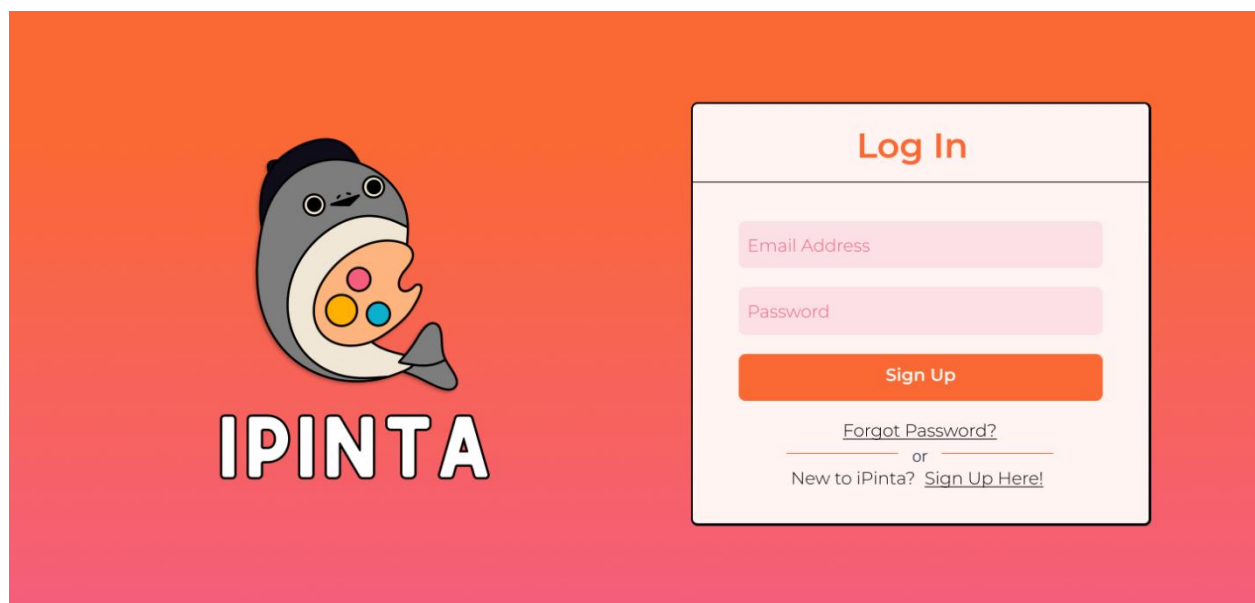 IPINTA
Log In
Email Address
Password
Sign Up
Forgot Password?
or
New to iPinta? Sign Up Here!